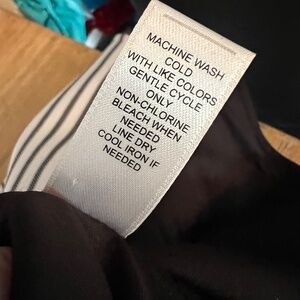 MACHINE WASH
COLD
WITH LIKE COLORS
GENTLE CYCLE
ONLY
NON-CHLORINE
BLEACH WHEN
NEEDED
LINE DRY
COOL IRON IF
NEEDED